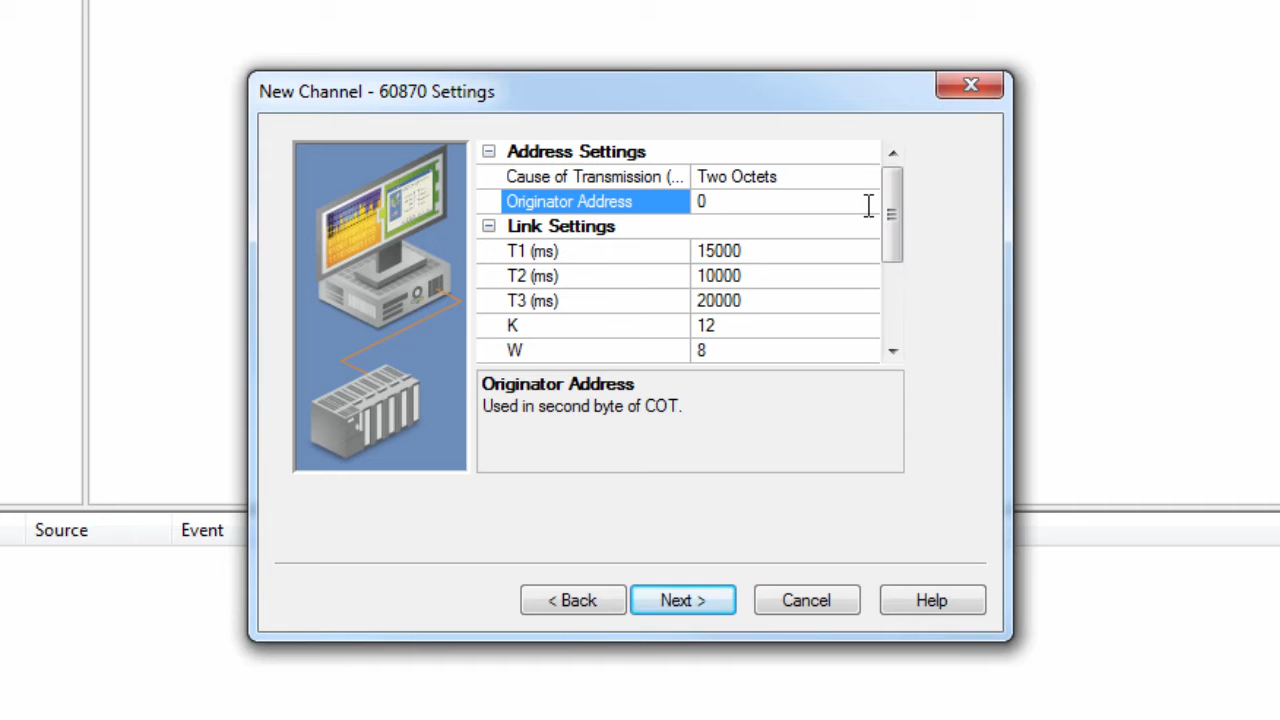 New Channel - 60870 Settings
Address Settings
Cause of Transmission (... Two Octets
Originator Address 0
Link Settings
T1 (ms) 15000
T2 (ms) 10000
T3 (ms) 20000
K 12
W 8
Originator Address
Used in second byte of COT.
Source Event
< Back Next > Cancel Help